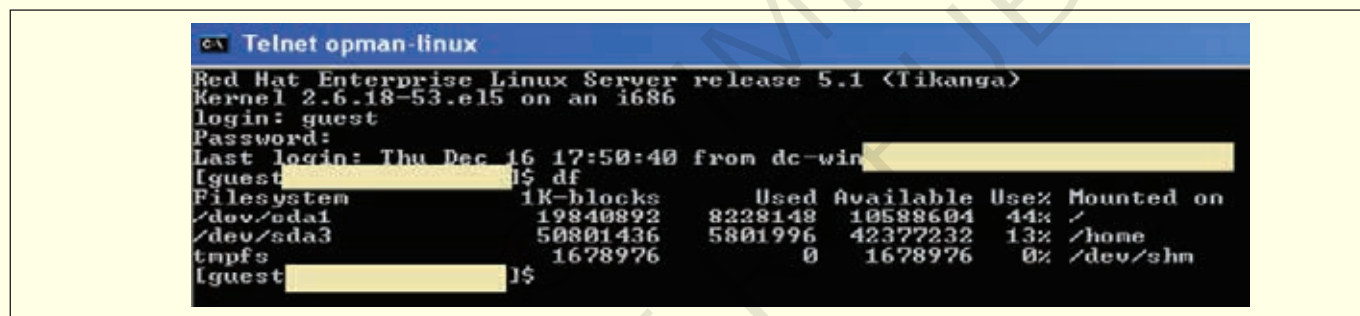 Telnet opman-linux
Red Hat Enterprise Linux Server release 5.1 (Tikanga)
Kernel 2.6.18-53.el5 on an i686
login: guest
Password:
Last login: Thu Dec 16 17:50:40 from dc-win
[guest ]$ df
Filesystem 1K-blocks Used Available Use% Mounted on
/dev/sda1 19840892 8228148 10588604 44% /
/dev/sda3 50801436 5801996 42377232 13% /home
tmpfs 1678976 0 1678976 0% /dev/shm
[guest ]$